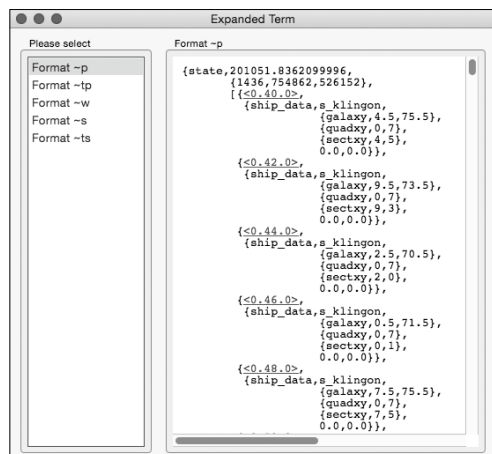 Expanded Term
Please select
Format ~p
Format ~tp
Format ~w
Format ~s
Format ~ts
Format ~p
{state,201051.8362099996,
{1436,754862,526152},
[{<0.40.0>,
{ship_data,s_klingon,
{galaxy,4.5,75.5},
{quadxy,0,7},
{sectxy,4,5},
0.0,0.0}},
{<0.42.0>,
{ship_data,s_klingon,
{galaxy,9.5,73.5},
{quadxy,0,7},
{sectxy,9,3},
0.0,0.0}},
{<0.44.0>,
{ship_data,s_klingon,
{galaxy,2.5,70.5},
{quadxy,0,7},
{sectxy,2,0},
0.0,0.0}},
{<0.46.0>,
{ship_data,s_klingon,
{galaxy,0.5,71.5},
{quadxy,0,7},
{sectxy,0,1},
0.0,0.0}},
{<0.48.0>,
{ship_data,s_klingon,
{galaxy,7.5,75.5},
{quadxy,0,7},
{sectxy,7,5},
0.0,0.0}},